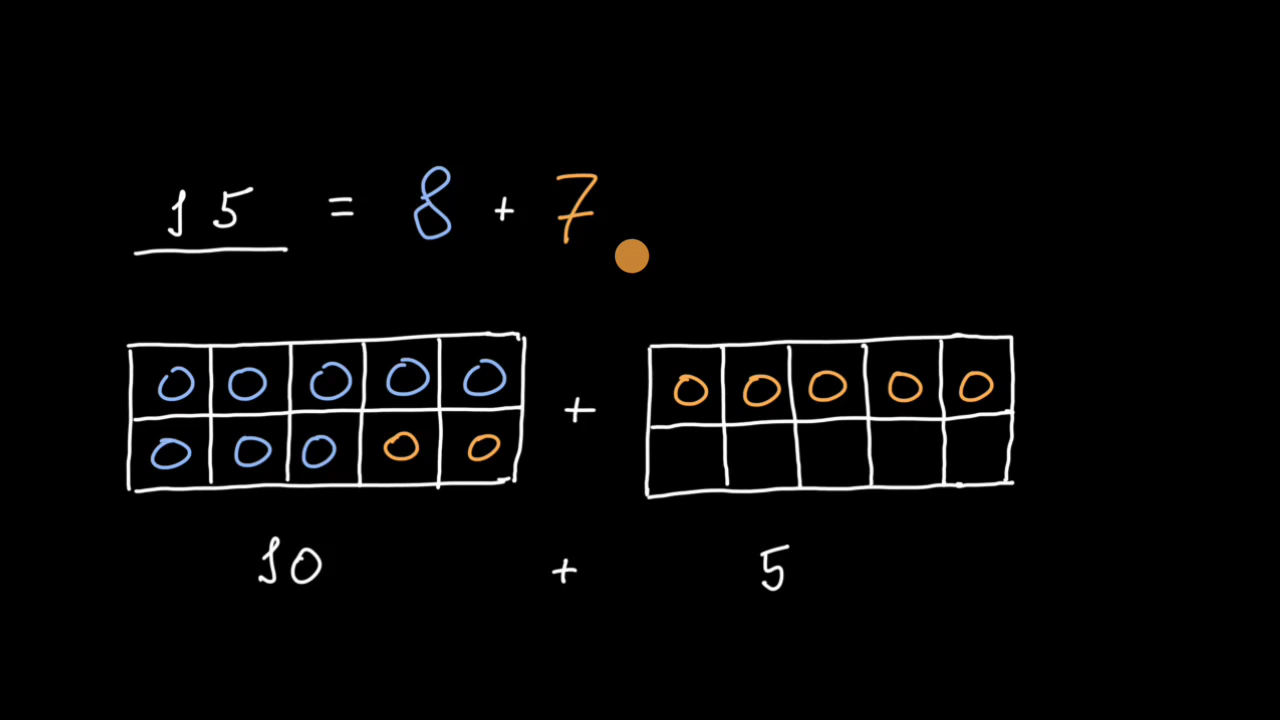 15 = 8 + 7
+
10 + 5